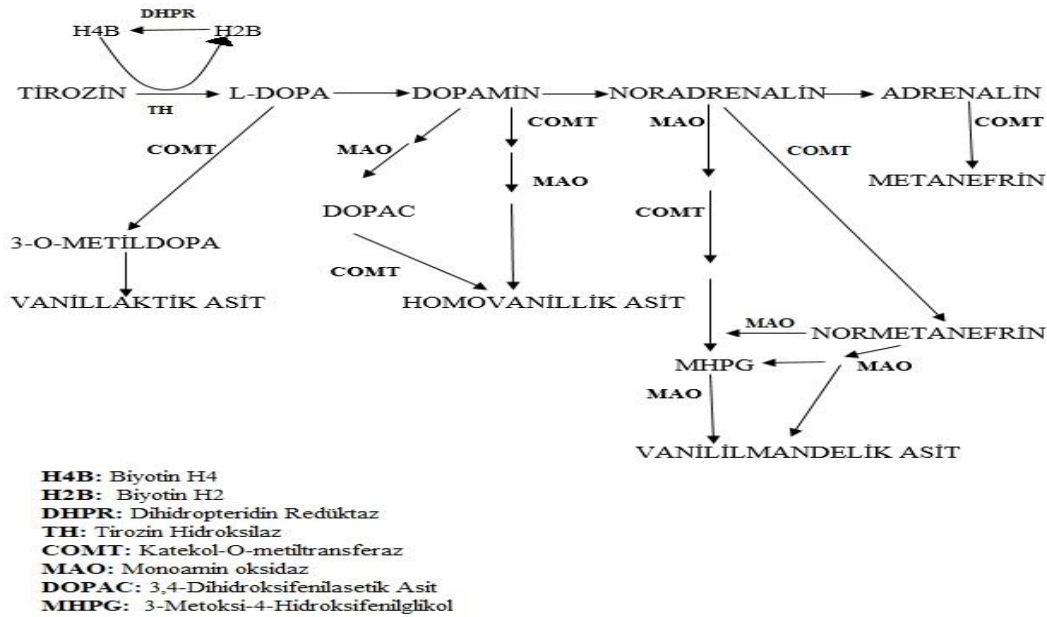 DHPR
H4B H2B
TİROZİN L-DOPA DOPAMİN NORADRENALİN ADRENALİN
TH
COMT MAO COMT MAO COMT COMT
MAO
METANEFRİN
DOPAC COMT
3-O-METİLDOPA
COMT
VANİLLAKTİK ASİT HOMOVANİLLİK ASİT
MAO NORMETANEFRİN
MHPG MAO
MAO
VANİLİLMANDELİK ASİT
H4B: Biyotin H4
H2B: Biyotin H2
DHPR: Dihidropteridin Redüktaz
TH: Tirozin Hidroksilaz
COMT: Katekol-O-metiltransferaz
MAO: Monoamin oksidaz
DOPAC: 3,4-Dihidroksifenilasetik Asit
MHPG: 3-Metoksi-4-Hidroksifenilglikol